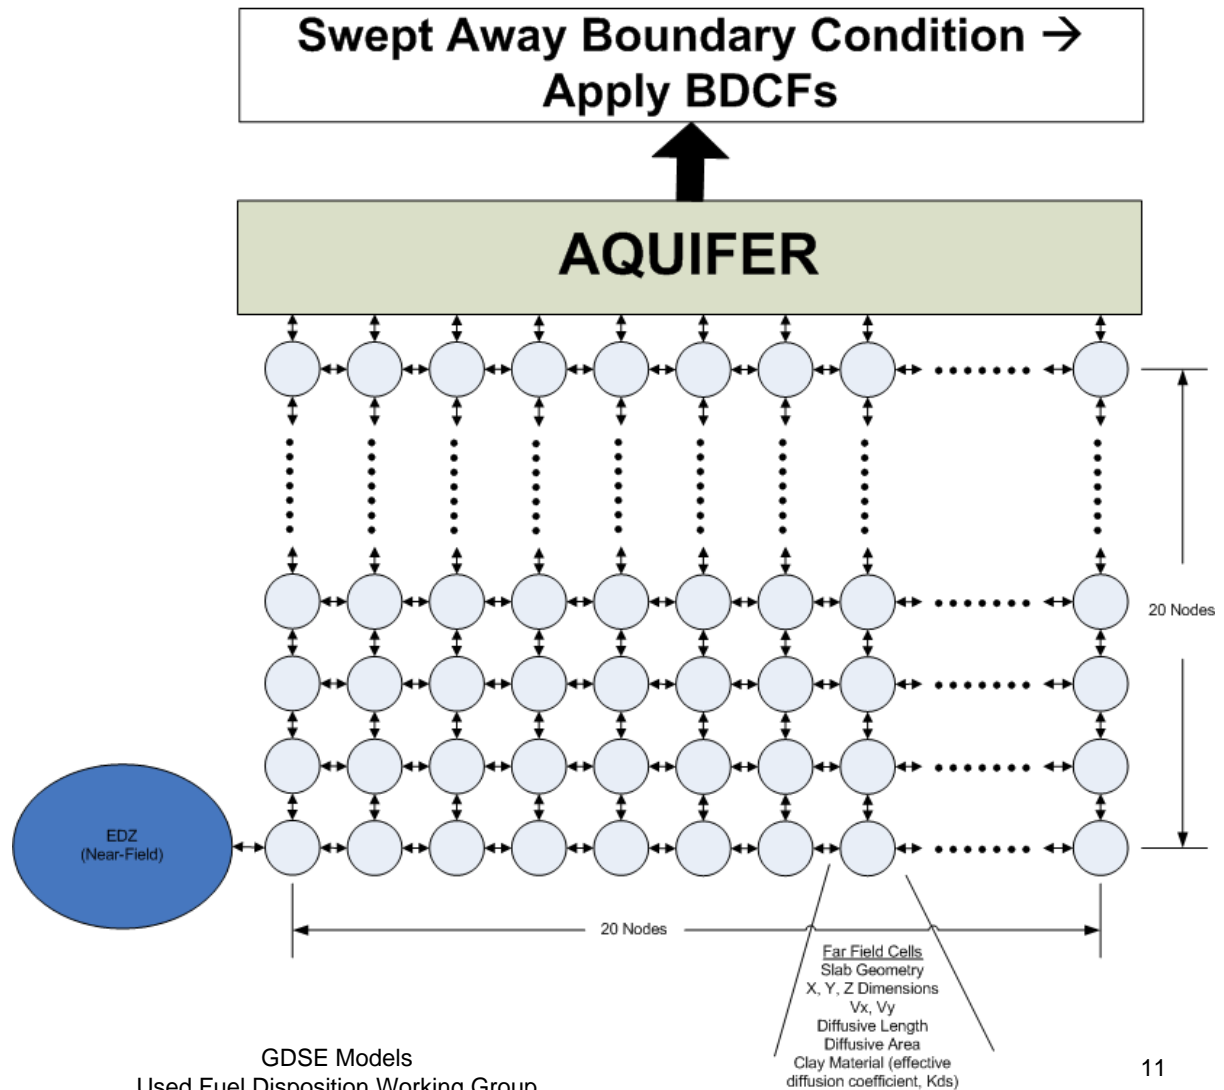 Swept Away Boundary Condition →
Apply BDCFs
AQUIFER
20 Nodes
EDZ
(Near-Field)
20 Nodes
Far Field Cells
Slab Geometry
X, Y, Z Dimensions
Vx, Vy
Diffusive Length
Diffusive Area
Clay Material (effective
diffusion coefficient, Kds)
GDSE Models
Used Fuel Disposition Working Group
11